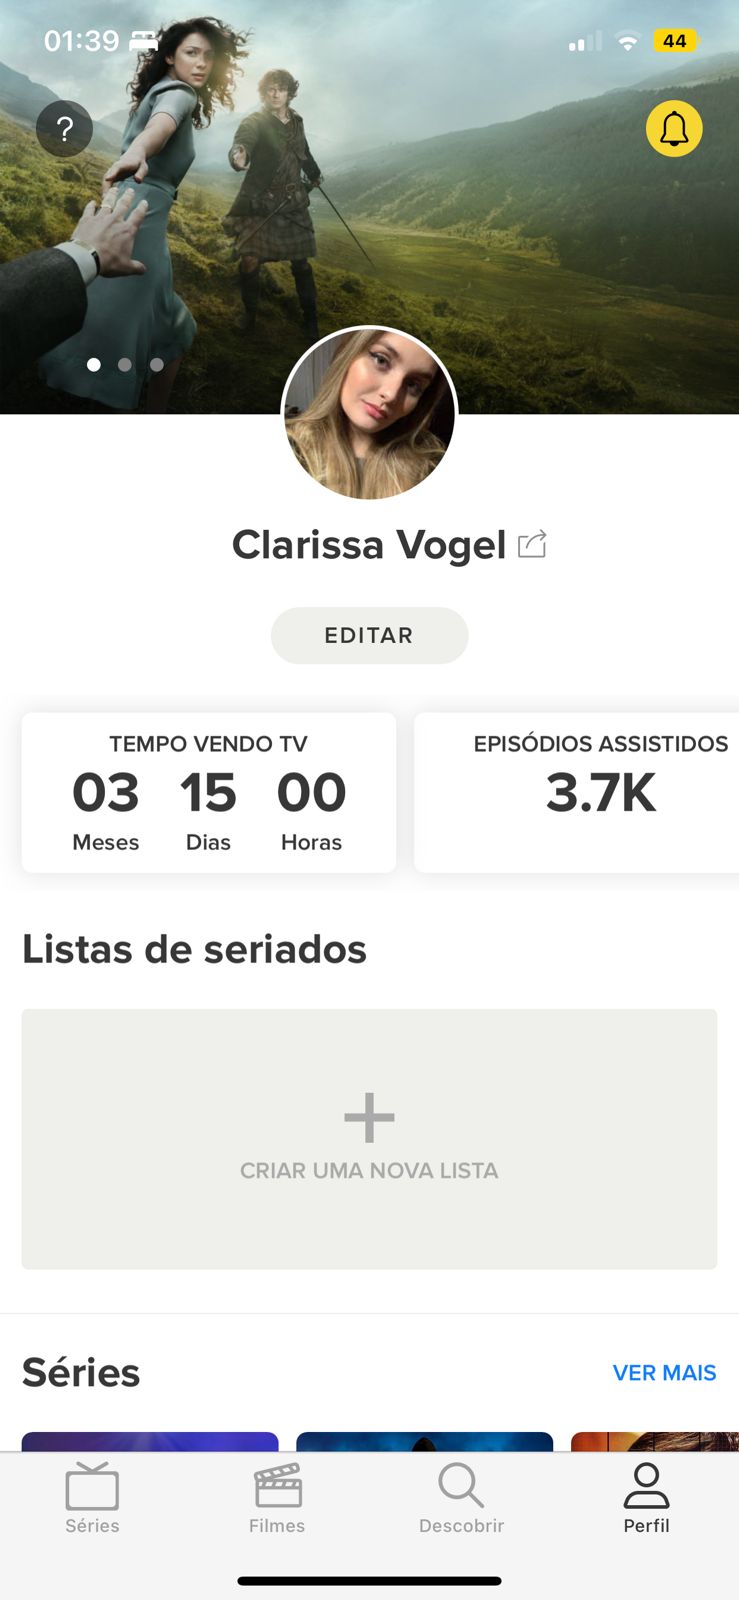 01:39
44
?
Clarissa Vogel
EDITAR
TEMPO VENDO TV
03 15 00
Meses Dias Horas
EPISÓDIOS ASSISTIDOS
3.7K
Listas de seriados
CRIAR UMA NOVA LISTA
Séries
VER MAIS
Séries Filmes Descobrir Perfil